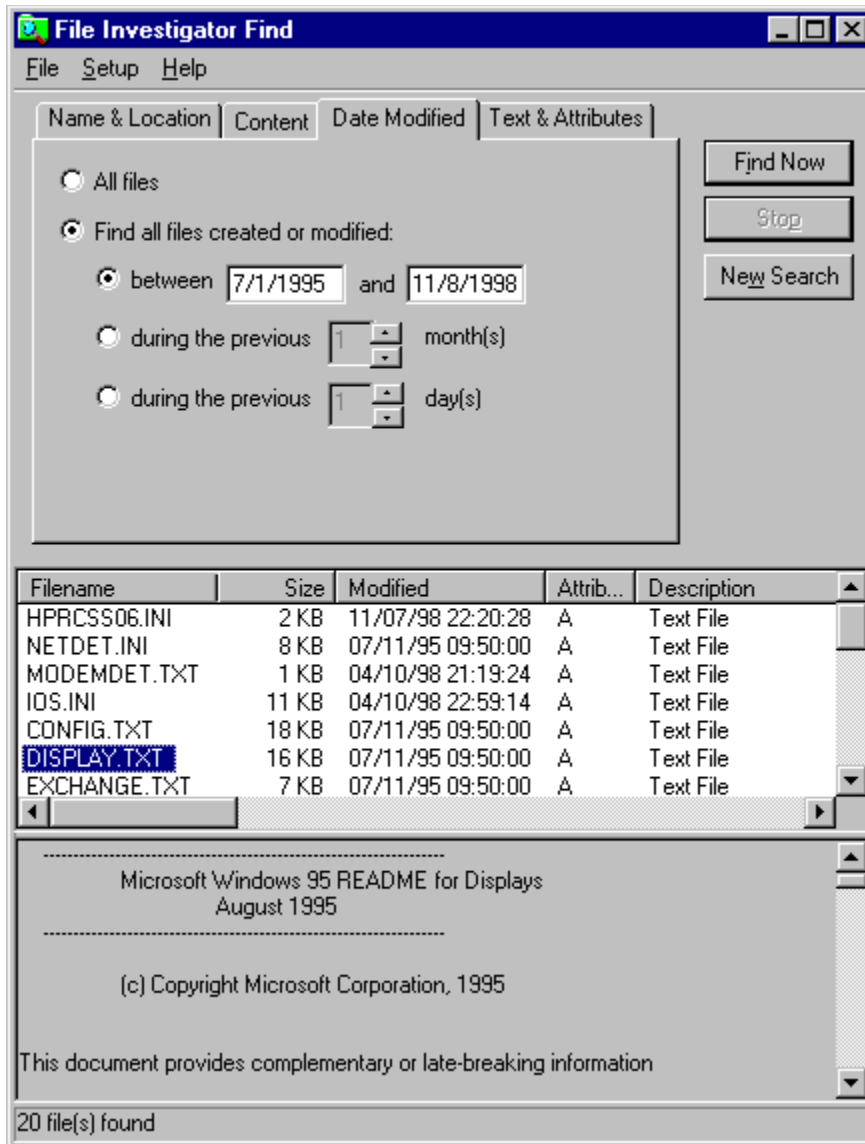 File Investigator Find
File Setup Help
Name & Location Content Date Modified Text & Attributes
All files
Find all files created or modified:
between 7/1/1995 and 11/8/1998
during the previous 1 month(s)
during the previous 1 day(s)
Find Now
Stop
New Search
Filename Size Modified Attrib... Description
HPRCSS06.INI 2 KB 11/07/98 22:20:28 A Text File
NETDET.INI 8 KB 07/11/95 09:50:00 A Text File
MODEMDET.TXT 1 KB 04/10/98 21:19:24 A Text File
IOS.INI 11 KB 04/10/98 22:59:14 A Text File
CONFIG.TXT 18 KB 07/11/95 09:50:00 A Text File
DISPLAY.TXT 16 KB 07/11/95 09:50:00 A Text File
EXCHANGE.TXT 7 KB 07/11/95 09:50:00 A Text File
-------------------------------------------------------------------
Microsoft Windows 95 README for Displays
August 1995
-------------------------------------------------------------------
(c) Copyright Microsoft Corporation, 1995
This document provides complementary or late-breaking information
20 file(s) found